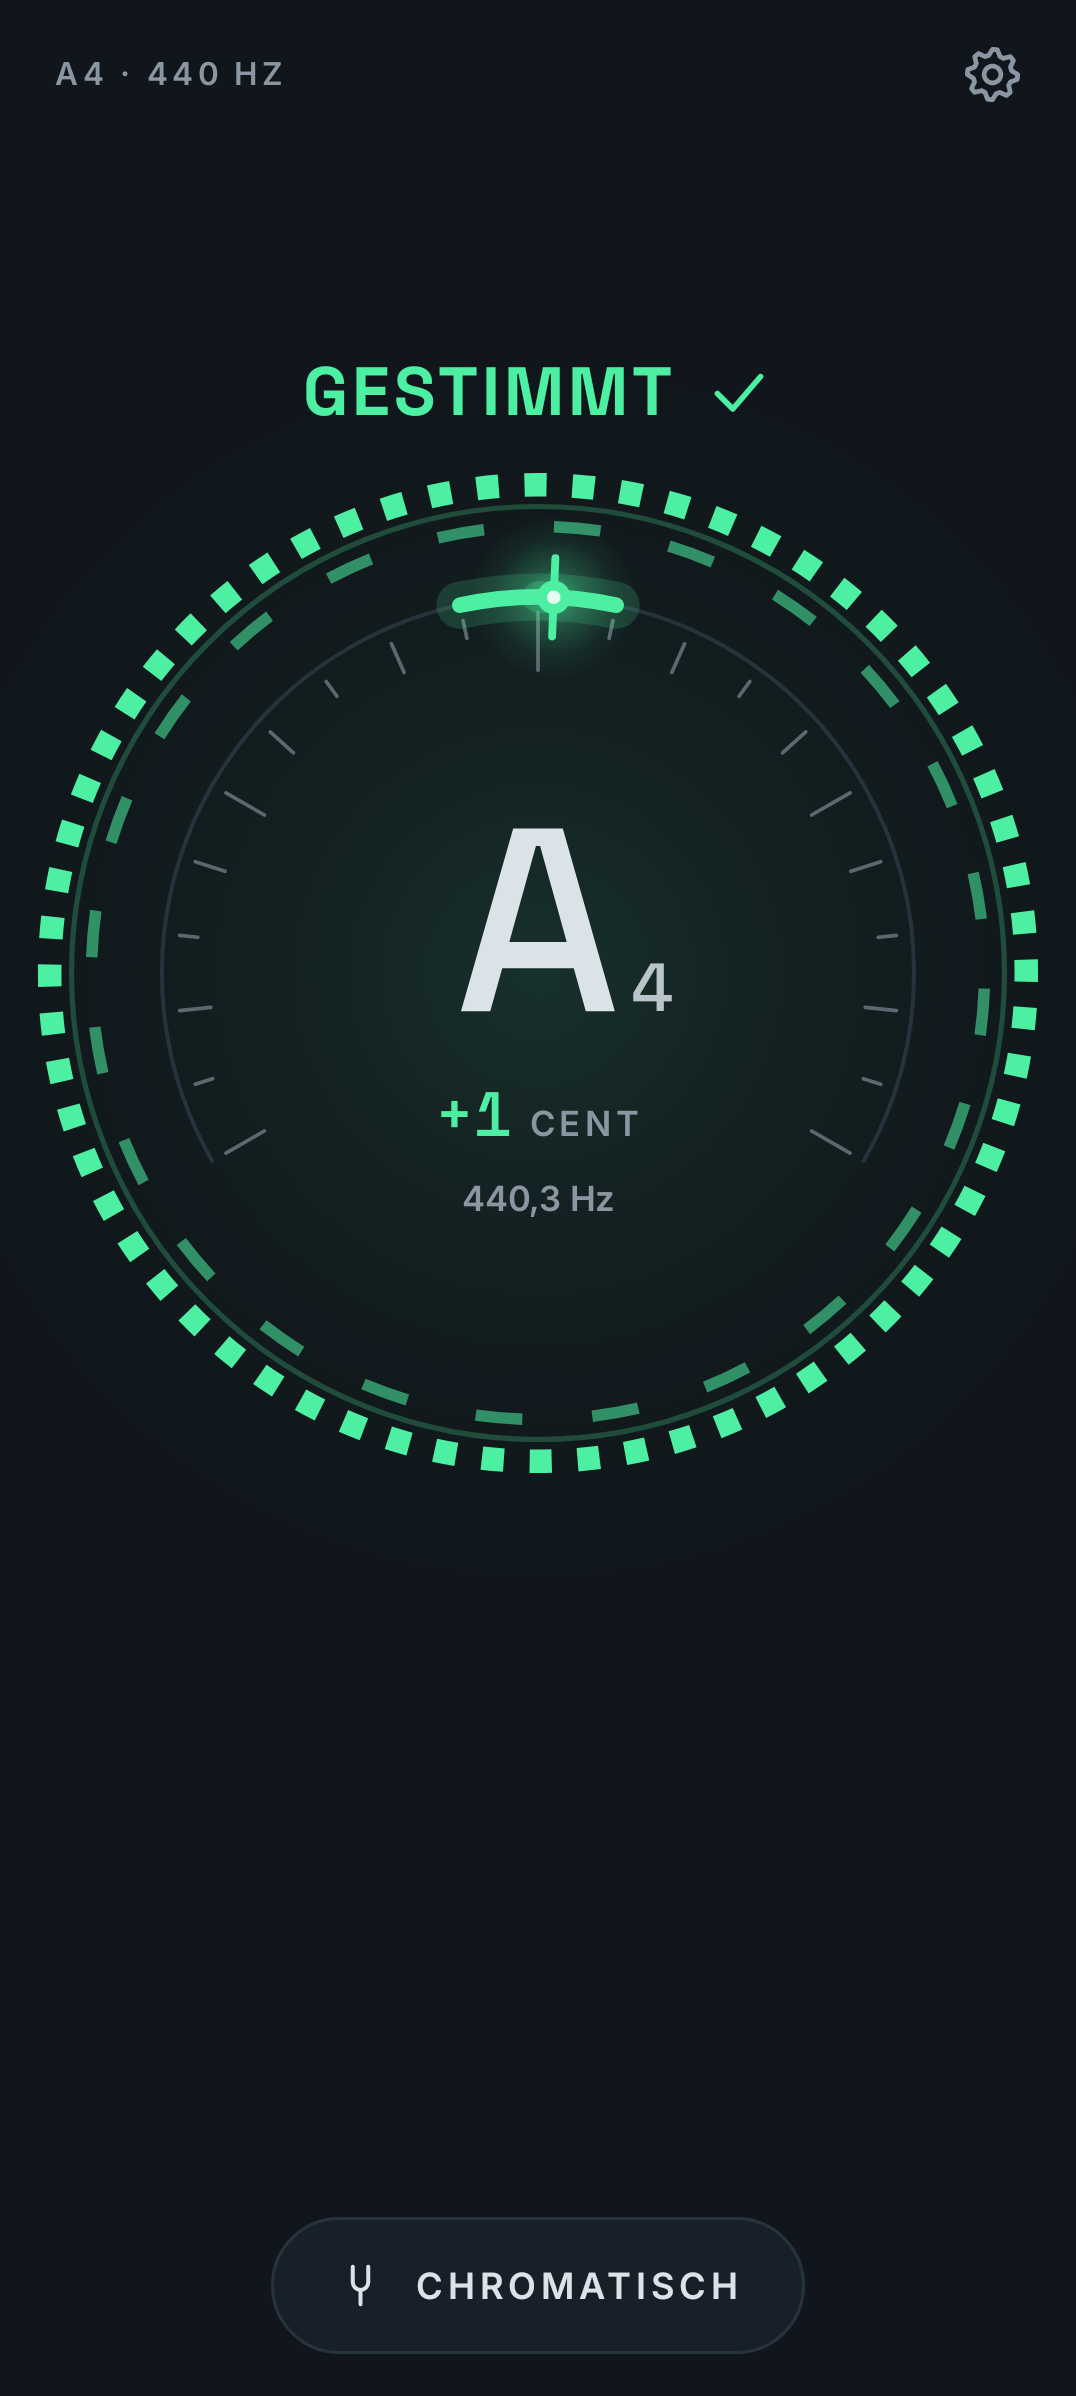 A4 · 440 HZ
GESTIMMT ✓
A4
+1 CENT
440,3 Hz
CHROMATISCH